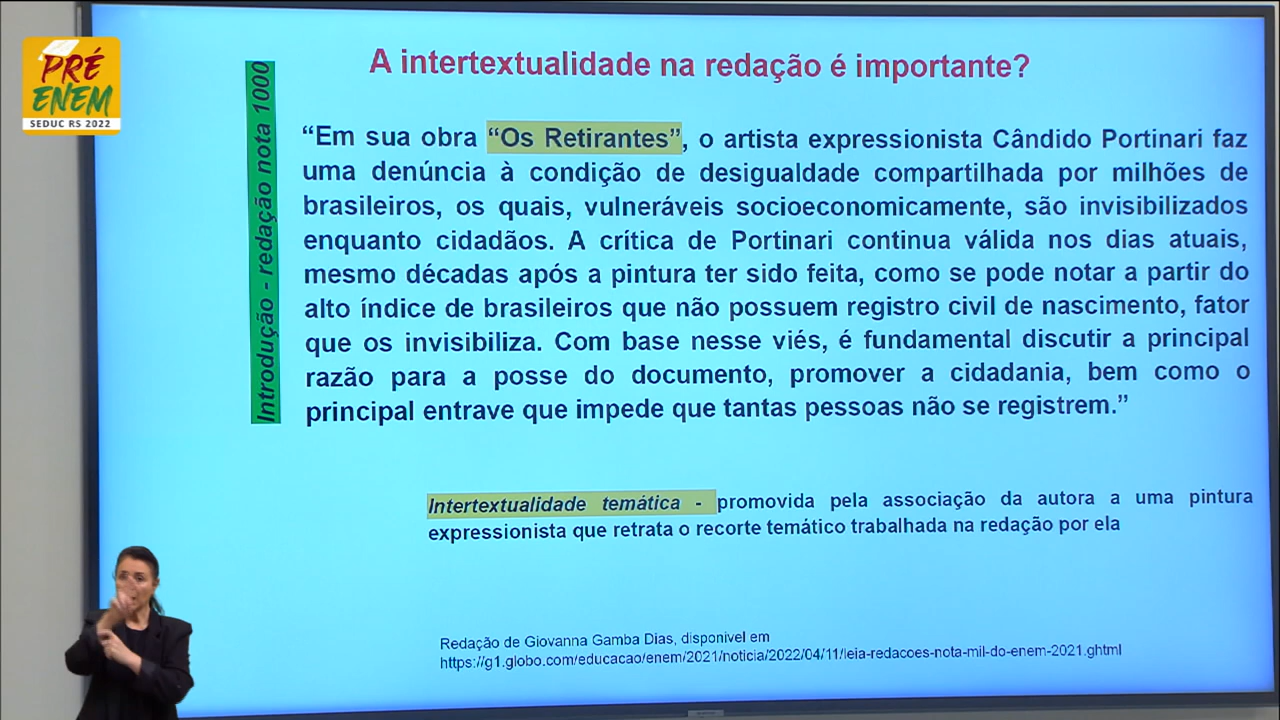 PRÉ
ENEM
SEDUC RS 2022
A intertextualidade na redação é importante?
Introdução - redação nota 1000
“Em sua obra “Os Retirantes”, o artista expressionista Cândido Portinari faz
uma denúncia à condição de desigualdade compartilhada por milhões de
brasileiros, os quais, vulneráveis socioeconomicamente, são invisibilizados
enquanto cidadãos. A crítica de Portinari continua válida nos dias atuais,
mesmo décadas após a pintura ter sido feita, como se pode notar a partir do
alto índice de brasileiros que não possuem registro civil de nascimento, fator
que os invisibiliza. Com base nesse viés, é fundamental discutir a principal
razão para a posse do documento, promover a cidadania, bem como o
principal entrave que impede que tantas pessoas não se registrem.”
Intertextualidade temática - promovida pela associação da autora a uma pintura
expressionista que retrata o recorte temático trabalhada na redação por ela
Redação de Giovanna Gamba Dias, disponivel em
https://g1.globo.com/educacao/enem/2021/noticia/2022/04/11/leia-redacoes-nota-mil-do-enem-2021.ghtml